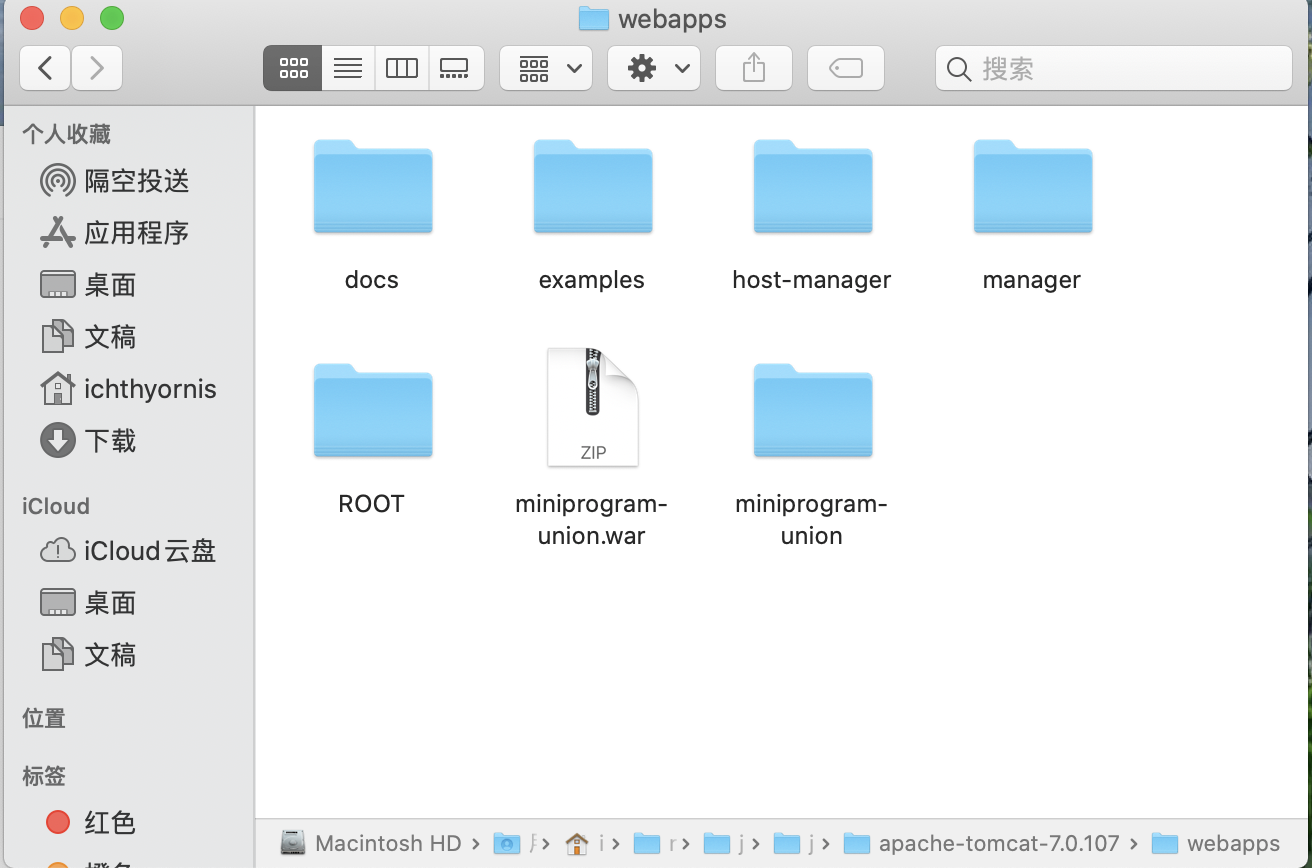 webapps
搜索
个人收藏
隔空投送
应用程序
桌面
文稿
ichthyornis
下载
iCloud
iCloud云盘
桌面
文稿
位置
标签
红色
docs
examples
host-manager
manager
ROOT
ZIP
miniprogram-
union.war
miniprogram-
union
Macintosh HD › › i › r › j › j › apache-tomcat-7.0.107 › webapps